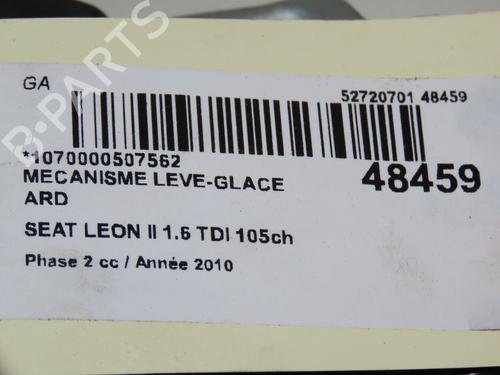 GA
52720701 48459
*1070000507562
MECANISME LEVE-GLACE
ARD
48459
SEAT LEON II 1.6 TDI 105ch
Phase 2 cc / Année 2010
B-PARTS